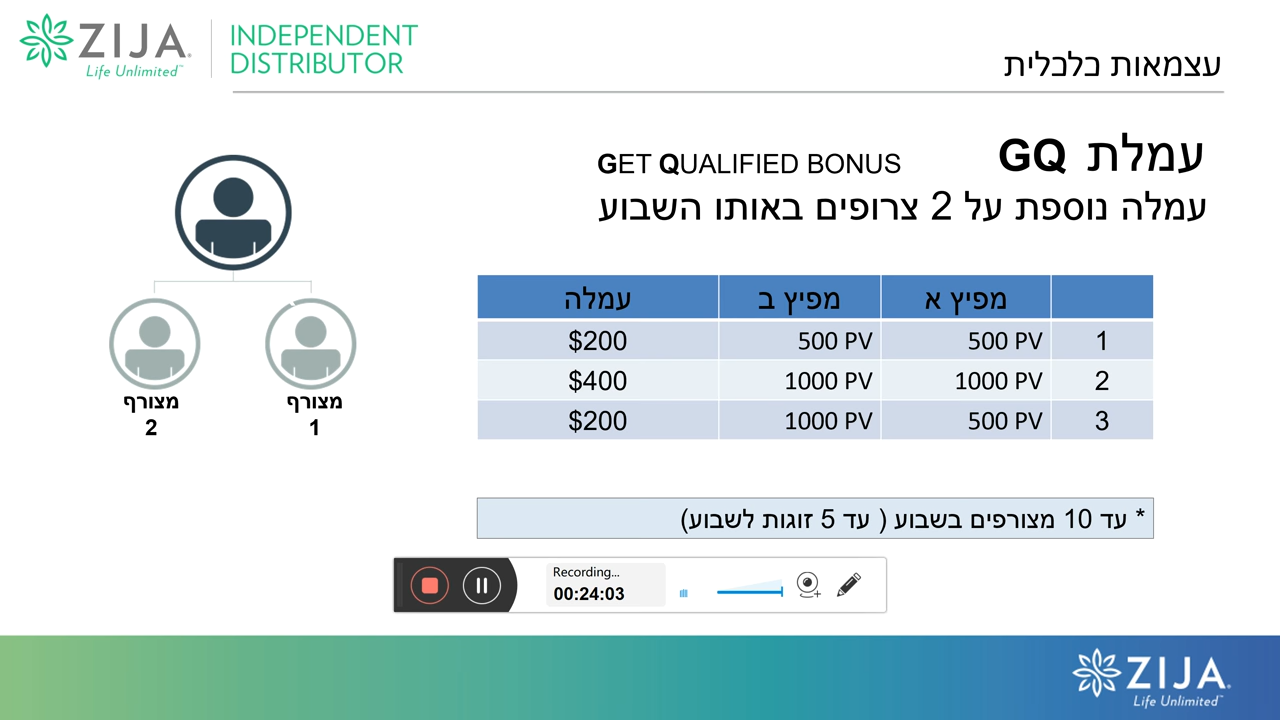 ZIJA
Life Unlimited™
INDEPENDENT
DISTRIBUTOR
עצמאות כלכלית
עמלת GQ
GET QUALIFIED BONUS
עמלה נוספת על 2 צרופים באותו השבוע
מפיץ א מפיץ ב עמלה
1 500 PV 500 PV $200
2 1000 PV 1000 PV $400
3 500 PV 1000 PV $200
מצורף
1
מצורף
2
* עד 10 מצורפים בשבוע ( עד 5 זוגות לשבוע)
Recording...
00:24:03
ZIJA
Life Unlimited™